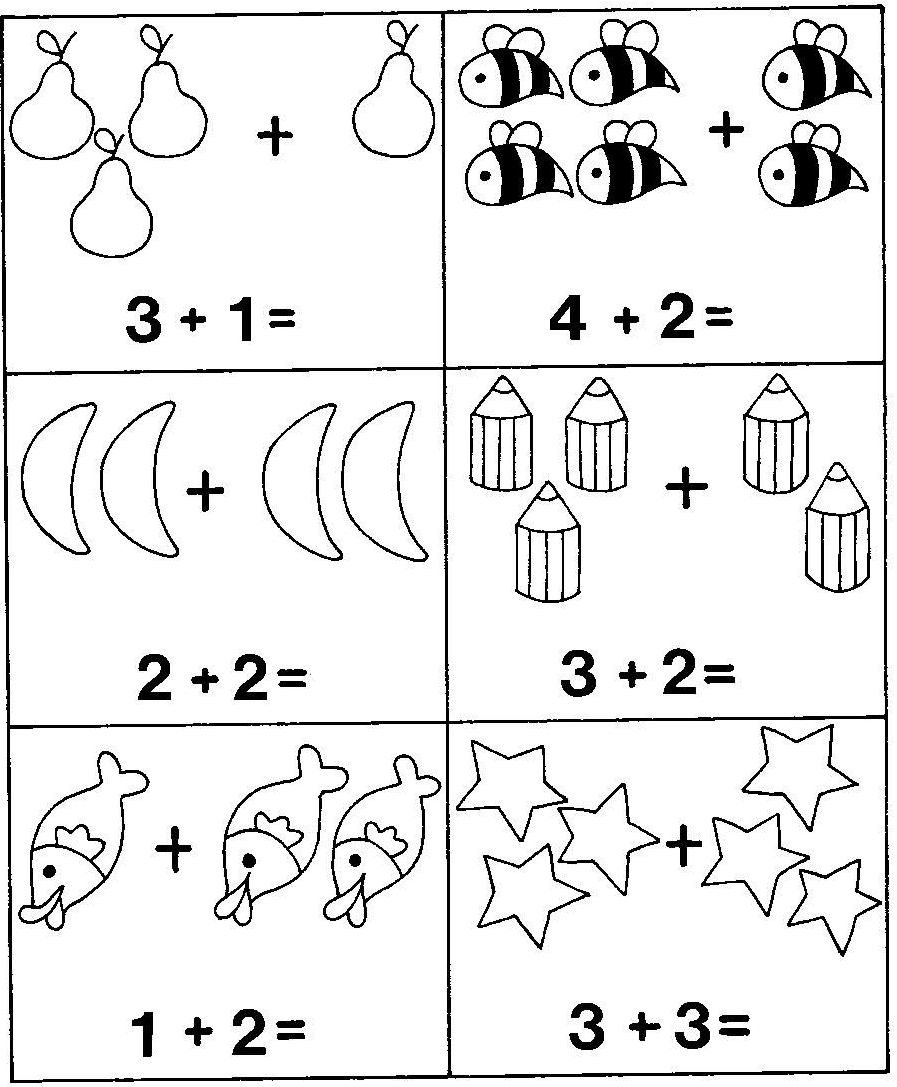 +
+
3 + 1 =
4 + 2 =
+
+
2 + 2 =
3 + 2 =
+
+
1 + 2 =
3 + 3 =